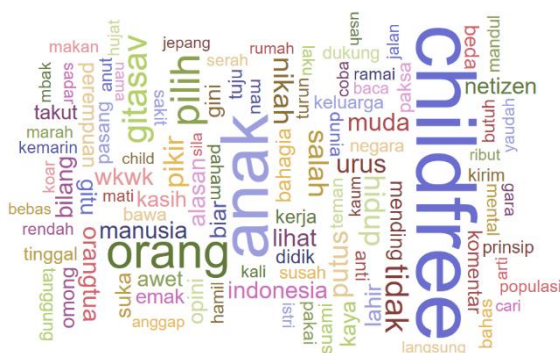 childfree
anak
orang
gitasav
pilih
nikah
tidak
hidup
salah
pikir
manusia
indonesia
muda
urus
putus
lihat
orangtua
bilang
wkwk
kasih
alasan
biar
gitu
mending
netizen
komentar
makan
hujat
jepang
rumah
dukung
laku
coba
ramai
jalan
beda
mandul
mbak
sadar
nama
anut
serah
turun
usah
baca
paksa
perempuan
pasang
sakit
gini
tuju
mau
keluarga
takut
marah
kemarin
child
sila
paham
bahagia
dunia
negara
butuh
yaudah
ribut
koar
mati
bawa
kerja
teman
kaum
kirim
gara
mental
bebas
rendah
didik
anti
prinsip
tinggal
suka
awet
kali
susah
kaya
lahir
arti
populasi
tanggung
omong
emak
opini
hamil
istri
pakai
suami
bahas
cari
anggap
langsung